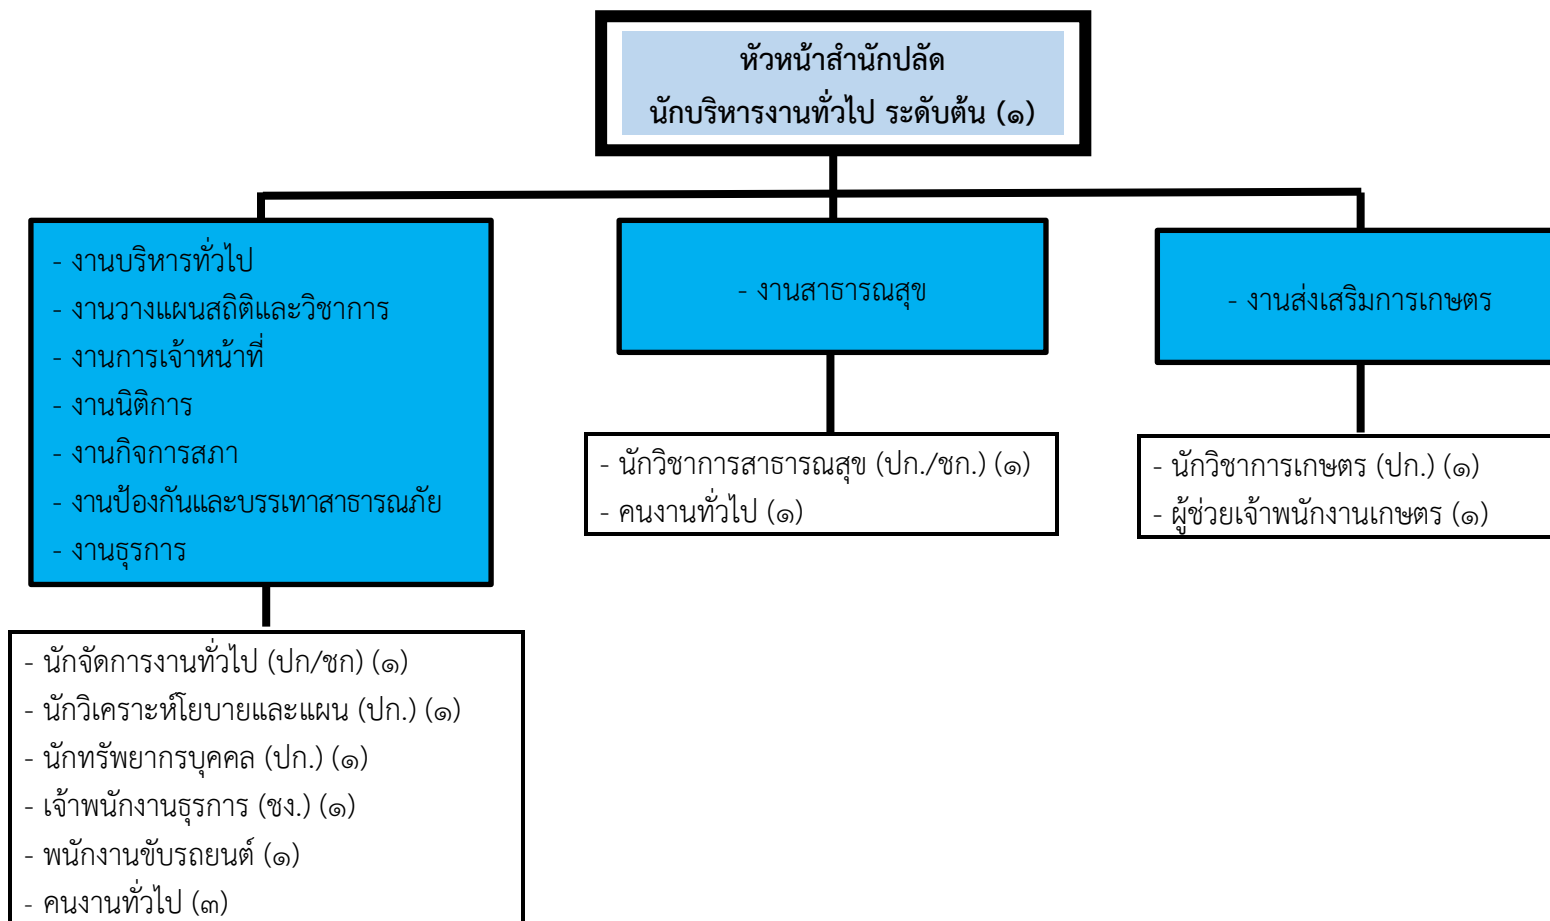 หัวหน้าสำนักปลัด
นักบริหารงานทั่วไป ระดับต้น (๑)
- งานบริหารทั่วไป
- งานวางแผนสถิติและวิชาการ
- งานการเจ้าหน้าที่
- งานนิติการ
- งานกิจการสภา
- งานป้องกันและบรรเทาสาธารณภัย
- งานธุรการ
- งานสาธารณสุข
- งานส่งเสริมการเกษตร
- นักจัดการงานทั่วไป (ปก/ชก) (๑)
- นักวิเคราะห์โยบายและแผน (ปก.) (๑)
- นักทรัพยากรบุคคล (ปก.) (๑)
- เจ้าพนักงานธุรการ (ชง.) (๑)
- พนักงานขับรถยนต์ (๑)
- คนงานทั่วไป (๓)
- นักวิชาการสาธารณสุข (ปก./ชก.) (๑)
- คนงานทั่วไป (๑)
- นักวิชาการเกษตร (ปก.) (๑)
- ผู้ช่วยเจ้าพนักงานเกษตร (๑)